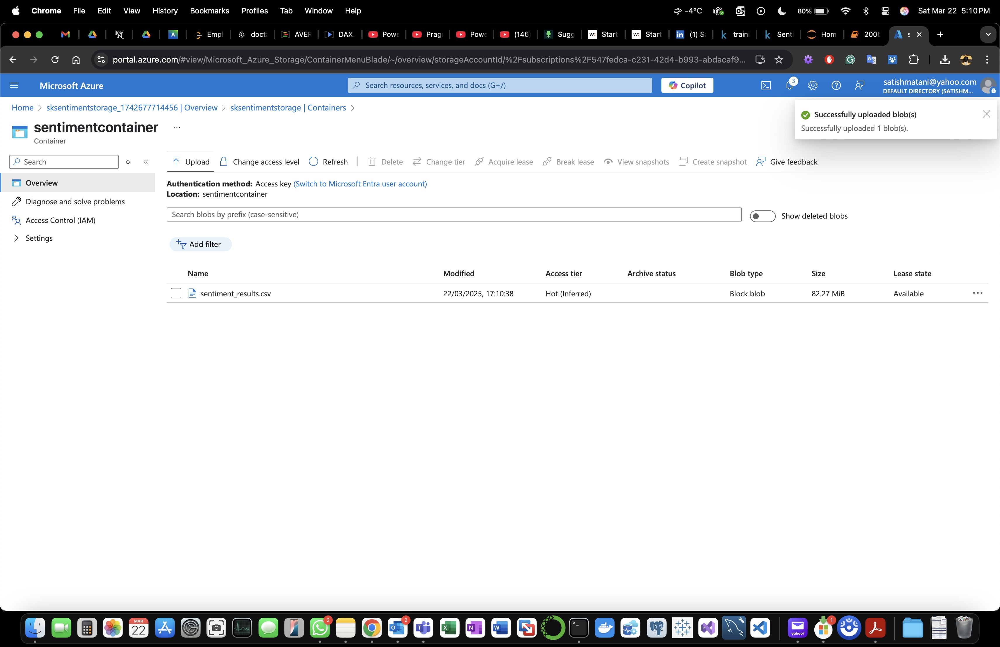 Chrome File Edit View History Bookmarks Profiles Tab Window Help -4°C 80% Sat Mar 22 5:10 PM
Empl docta AVER DAX. Powe Prag Powe (146) Sugg w: Start w: Start in (1) S k traini k Senti Hom 2005 s
portal.azure.com/#view/Microsoft_Azure_Storage/ContainerMenuBlade/~/overview/storageAccountId/%2Fsubscriptions%2F547fedca-c231-42d4-b993-abdacaf9...
Microsoft Azure
Search resources, services, and docs (G+/)
Copilot
3
satishmatani@yahoo.com
DEFAULT DIRECTORY (SATISHM...
Home > sksentimentstorage_1742677714456 | Overview > sksentimentstorage | Containers >
Successfully uploaded blob(s)
Successfully uploaded 1 blob(s).
sentimentcontainer ...
Container
Search
Upload Change access level Refresh Delete Change tier Acquire lease Break lease View snapshots Create snapshot Give feedback
Overview
Diagnose and solve problems
Access Control (IAM)
Settings
Authentication method: Access key (Switch to Microsoft Entra user account)
Location: sentimentcontainer
Search blobs by prefix (case-sensitive)
Show deleted blobs
Add filter
Name Modified Access tier Archive status Blob type Size Lease state
sentiment_results.csv 22/03/2025, 17:10:38 Hot (Inferred) Block blob 82.27 MiB Available ...
MAR
22
2
2
yahoo!
1